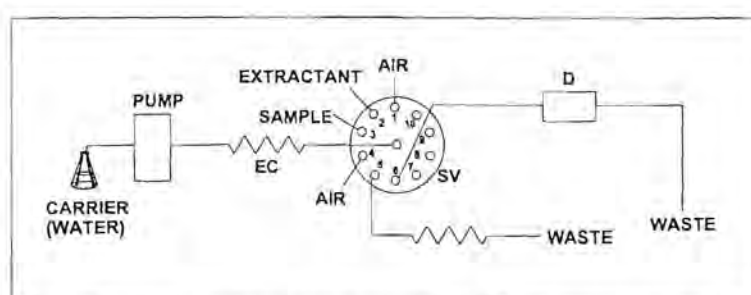 AIR
D
EXTRACTANT
PUMP
SAMPLE
1
2
10
3
9
4
8
5
7
6
EC
SV
AIR
CARRIER
(WATER)
WASTE
WASTE